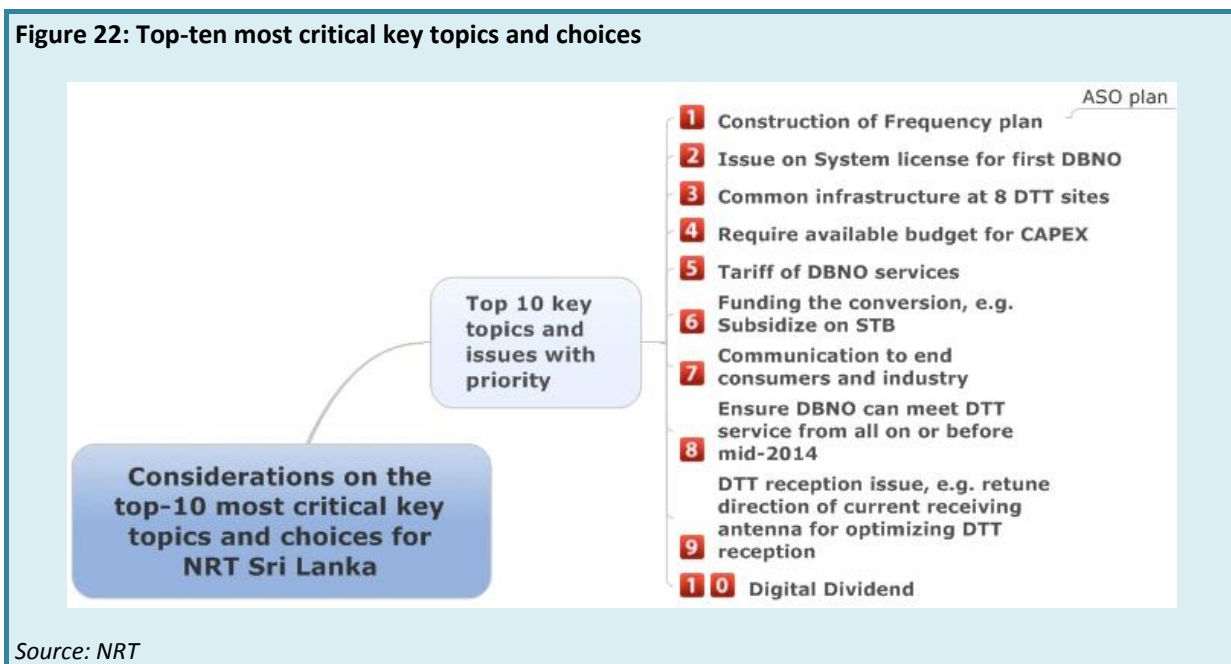 Figure 22: Top-ten most critical key topics and choices
ASO plan
1 Construction of Frequency plan
2 Issue on System license for first DBNO
3 Common infrastructure at 8 DTT sites
4 Require available budget for CAPEX
5 Tariff of DBNO services
Funding the conversion, e.g.
6 Subsidize on STB
Communication to end
7 consumers and industry
Ensure DBNO can meet DTT
service from all on or before
8 mid-2014
DTT reception issue, e.g. retune
direction of current receiving
antenna for optimizing DTT
9 reception
1 0 Digital Dividend
Top 10 key
topics and
issues with
priority
Considerations on the
top-10 most critical key
topics and choices for
NRT Sri Lanka
Source: NRT